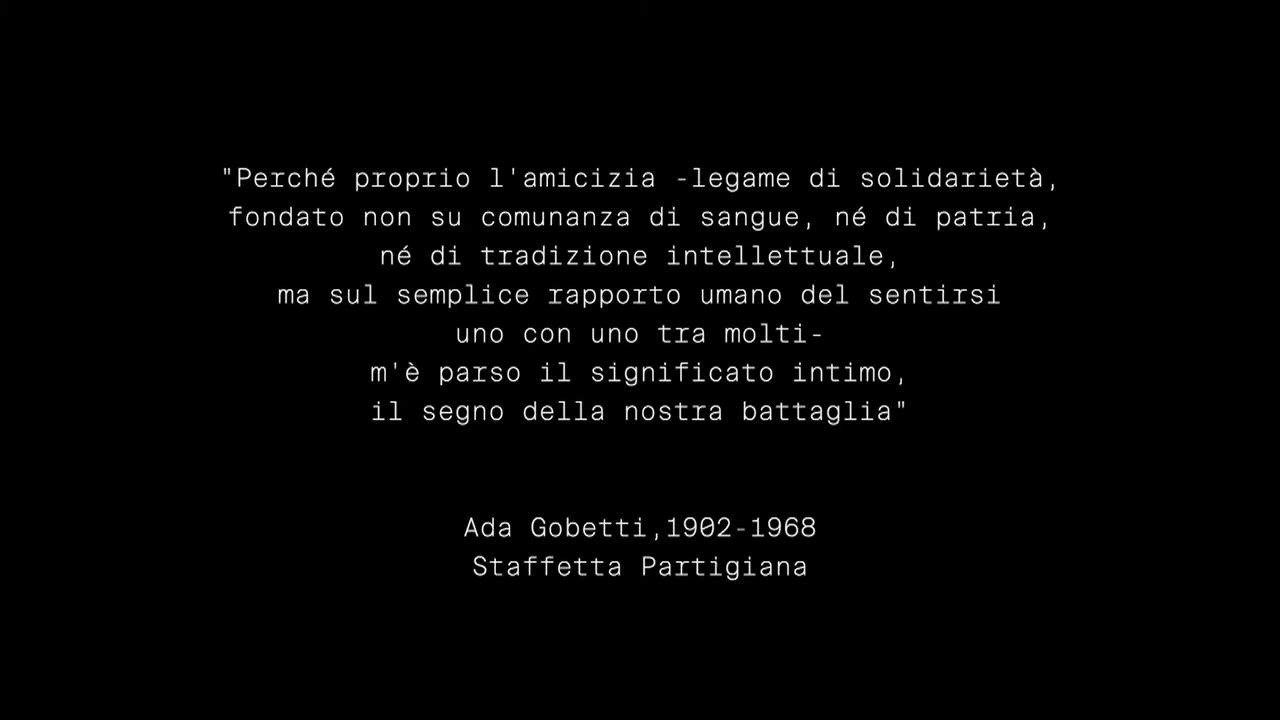 "Perché proprio l'amicizia -legame di solidarietà,
fondato non su comunanza di sangue, né di patria,
né di tradizione intellettuale,
ma sul semplice rapporto umano del sentirsi
uno con uno tra molti-
m'è parso il significato intimo,
il segno della nostra battaglia"
Ada Gobetti,1902-1968
Staffetta Partigiana